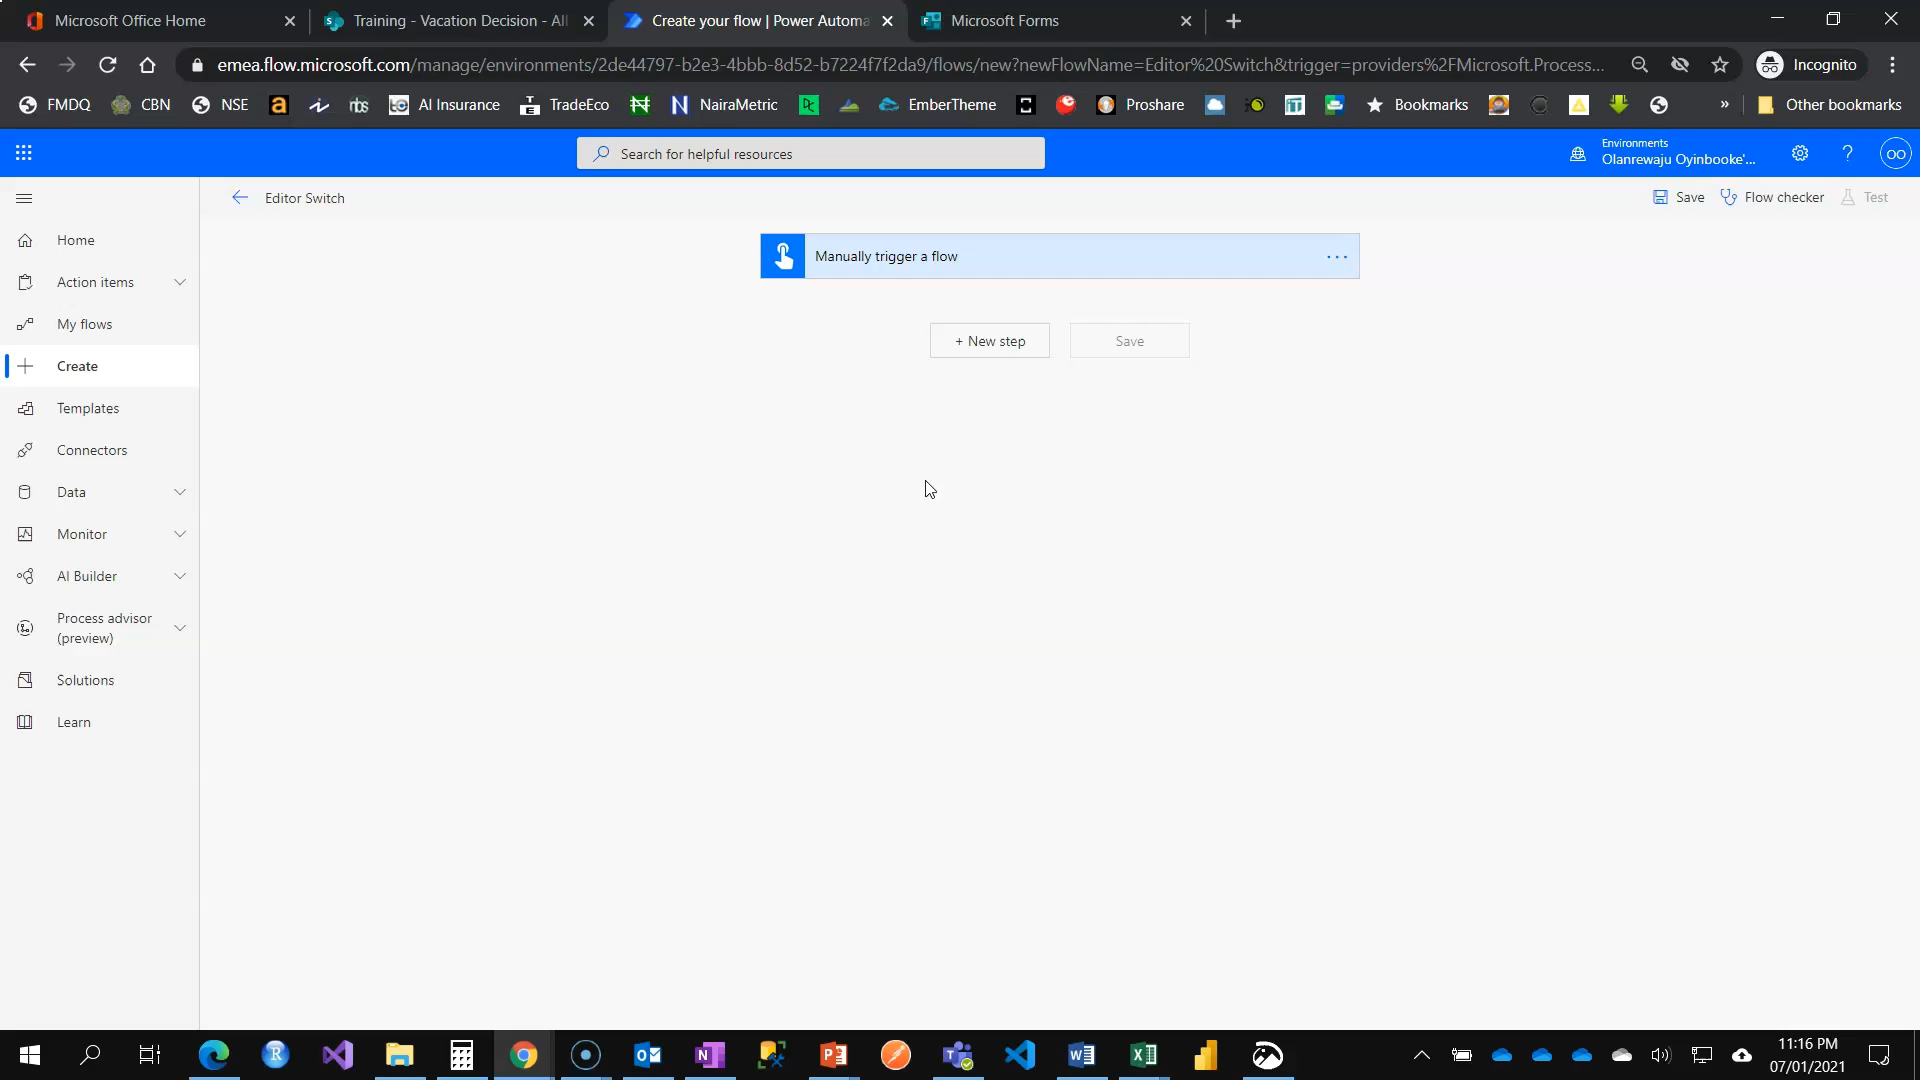 Microsoft Office Home
Training - Vacation Decision - All
Create your flow | Power Automa
Microsoft Forms
emea.flow.microsoft.com/manage/environments/2de44797-b2e3-4bbb-8d52-b7224f7f2da9/flows/new?newFlowName=Editor%20Switch&trigger=providers%2FMicrosoft.Process...
Incognito
FMDQ
CBN
NSE
AI Insurance
TradeEco
NairaMetric
EmberTheme
Proshare
Bookmarks
Other bookmarks
Search for helpful resources
Environments
Olanrewaju Oyinbooke'...
OO
Editor Switch
Save
Flow checker
Test
Home
Action items
My flows
Create
Templates
Connectors
Data
Monitor
AI Builder
Process advisor
(preview)
Solutions
Learn
Manually trigger a flow
+ New step
Save
11:16 PM
07/01/2021